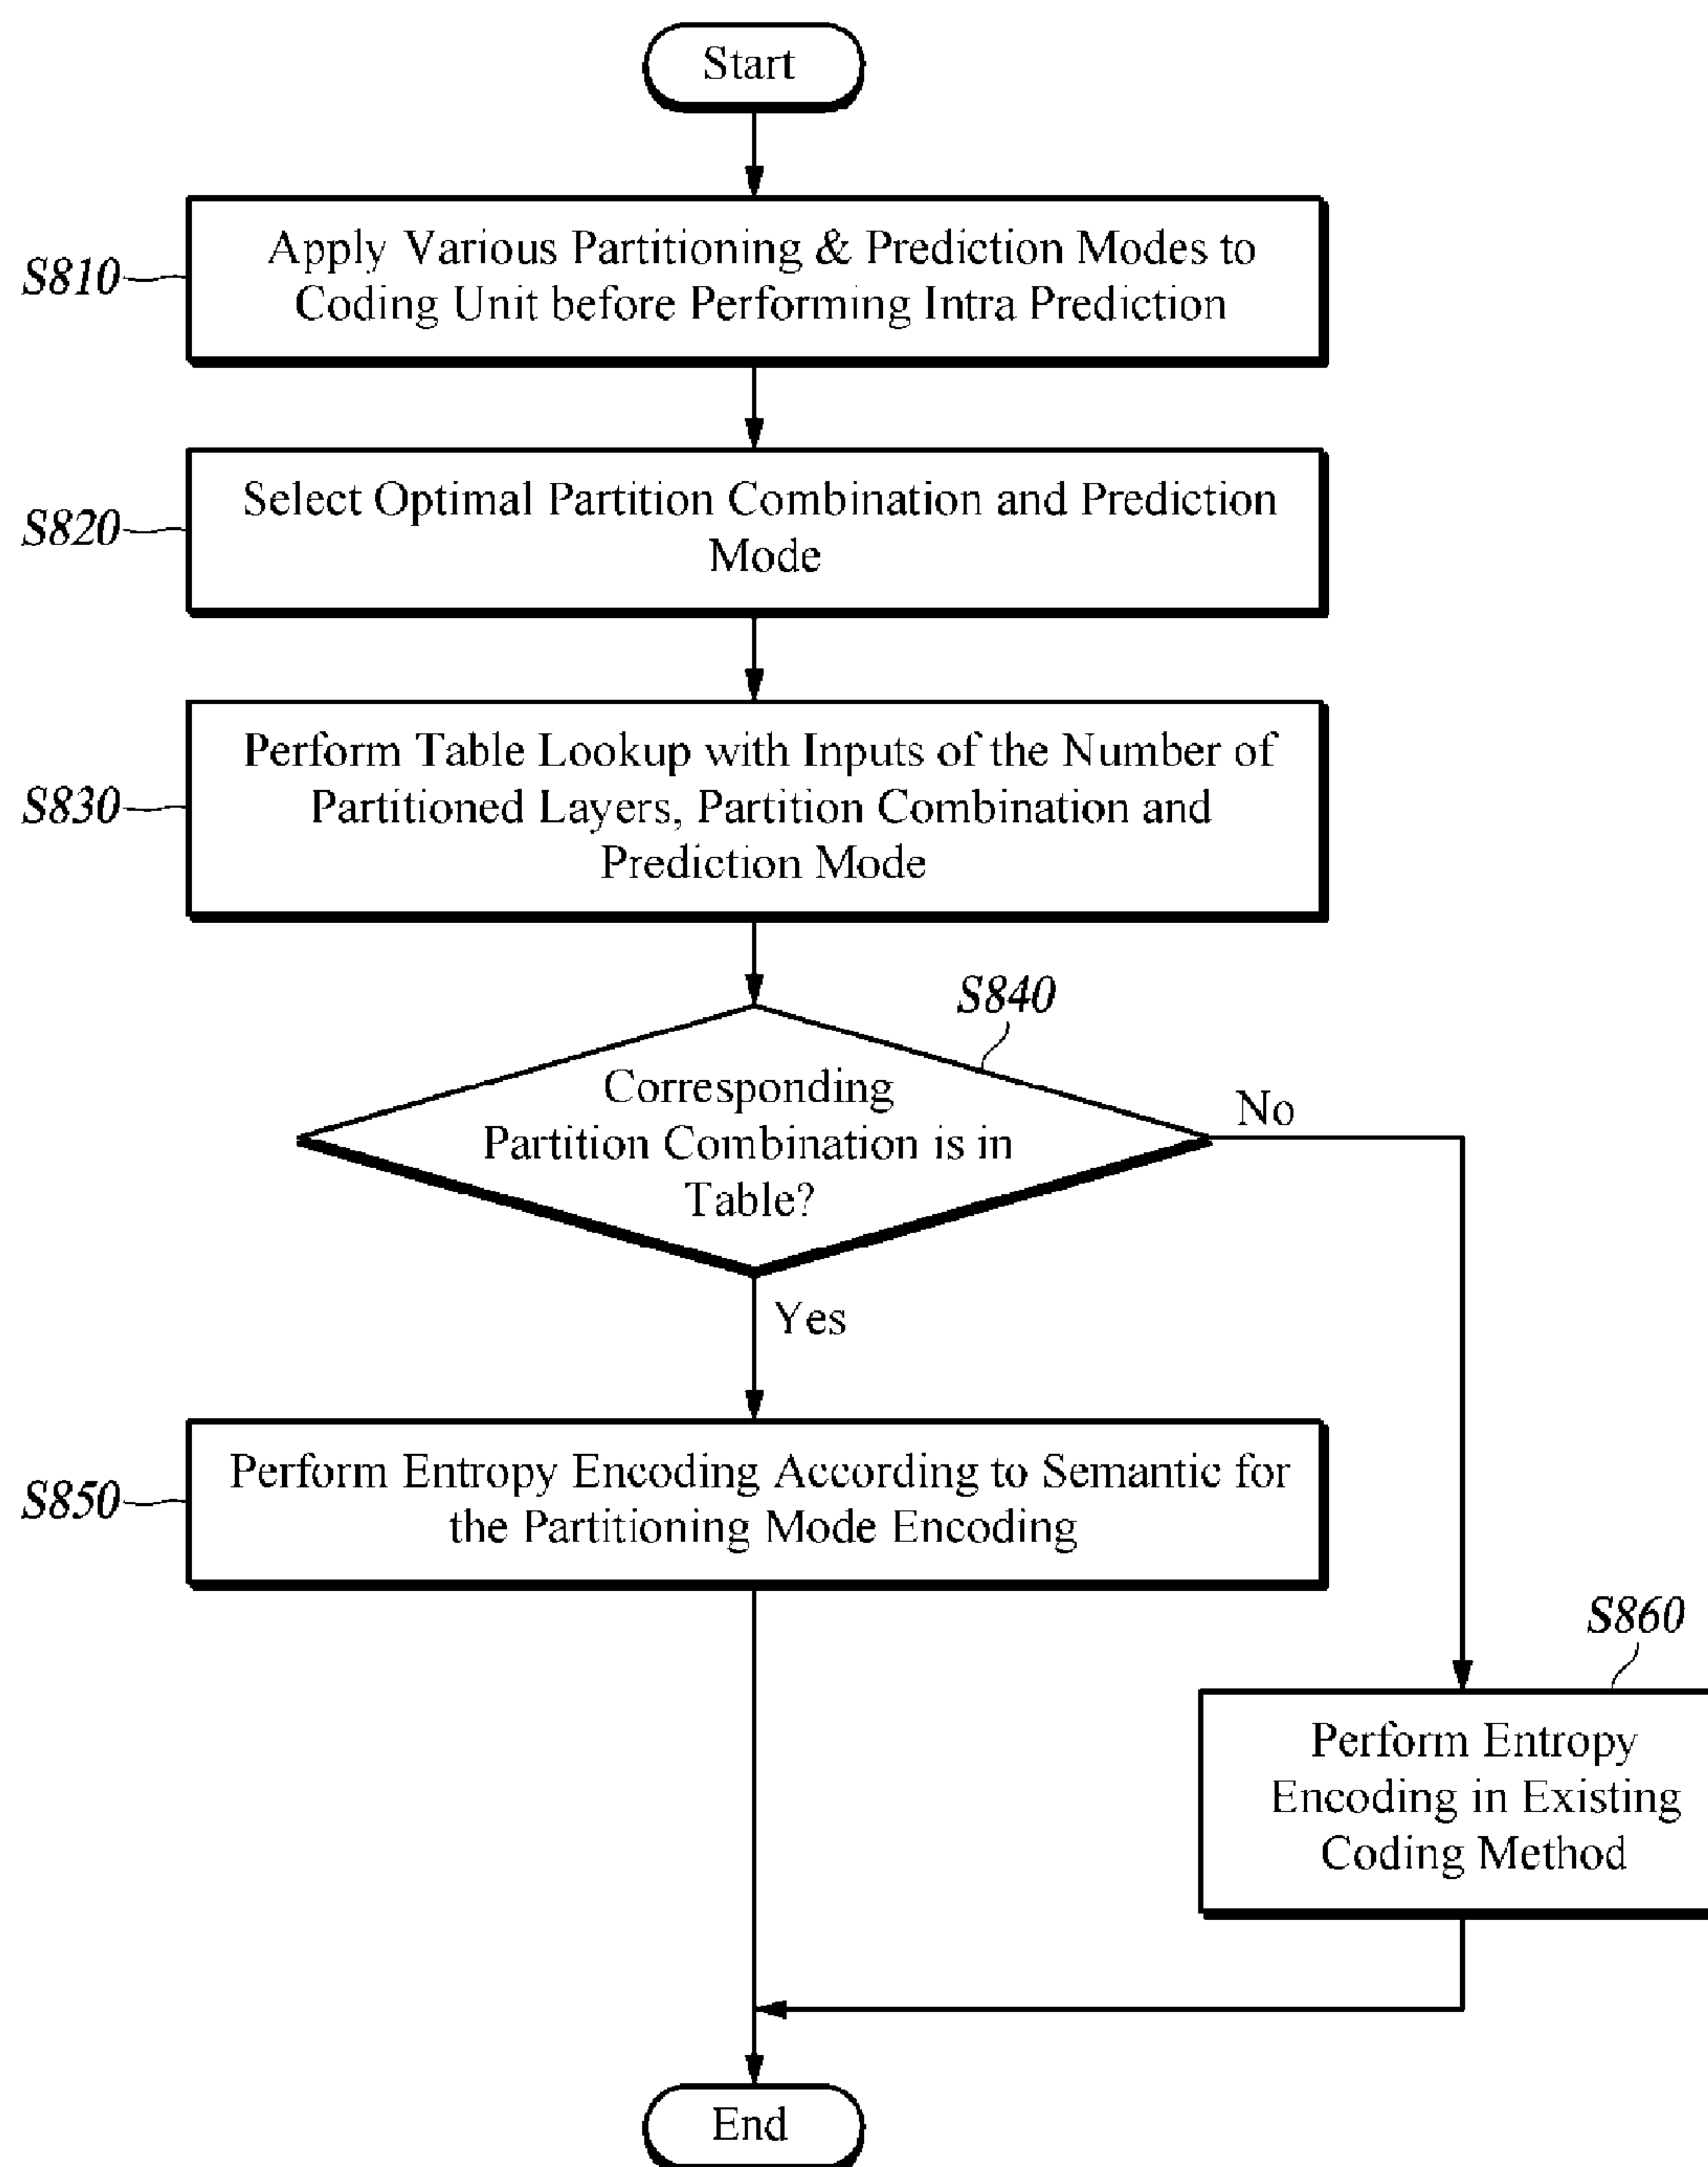 Start
S810
Apply Various Partitioning & Prediction Modes to
Coding Unit before Performing Intra Prediction
S820
Select Optimal Partition Combination and Prediction
Mode
S830
Perform Table Lookup with Inputs of the Number of
Partitioned Layers, Partition Combination and
Prediction Mode
S840
Corresponding
Partition Combination is in
Table?
No
Yes
S850
Perform Entropy Encoding According to Semantic for
the Partitioning Mode Encoding
S860
Perform Entropy
Encoding in Existing
Coding Method
End